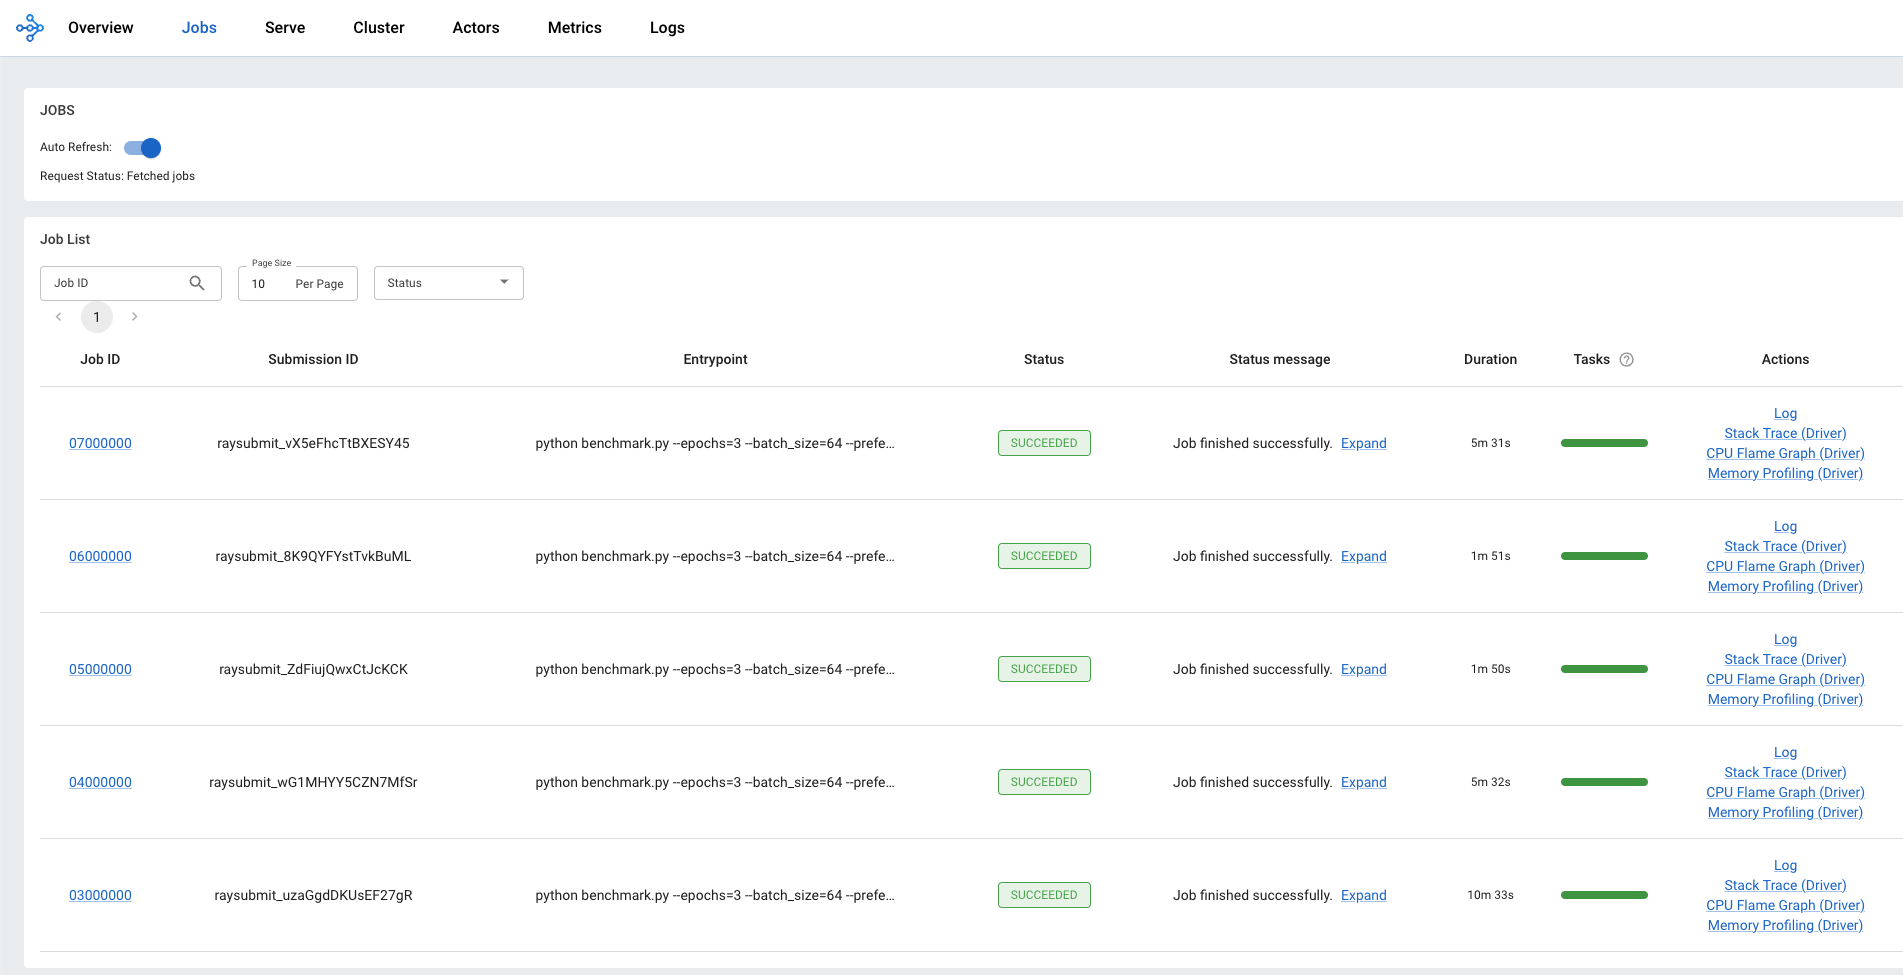 Overview Jobs Serve Cluster Actors Metrics Logs
JOBS
Auto Refresh:
Request Status: Fetched jobs
Job List
Page Size
Job ID 10 Per Page Status
1
Job ID Submission ID Entrypoint Status Status message Duration Tasks ? Actions
07000000 raysubmit_vX5eFhcTtBXESY45 python benchmark.py --epochs=3 --batch_size=64 --prefe... SUCCEEDED Job finished successfully. Expand 5m 31s
Log
Stack Trace (Driver)
CPU Flame Graph (Driver)
Memory Profiling (Driver)
06000000 raysubmit_8K9QYFYstTvkBuML python benchmark.py --epochs=3 --batch_size=64 --prefe... SUCCEEDED Job finished successfully. Expand 1m 51s
Log
Stack Trace (Driver)
CPU Flame Graph (Driver)
Memory Profiling (Driver)
05000000 raysubmit_ZdFiujQwxCtJcKCK python benchmark.py --epochs=3 --batch_size=64 --prefe... SUCCEEDED Job finished successfully. Expand 1m 50s
Log
Stack Trace (Driver)
CPU Flame Graph (Driver)
Memory Profiling (Driver)
04000000 raysubmit_wG1MHYY5CZN7MfSr python benchmark.py --epochs=3 --batch_size=64 --prefe... SUCCEEDED Job finished successfully. Expand 5m 32s
Log
Stack Trace (Driver)
CPU Flame Graph (Driver)
Memory Profiling (Driver)
03000000 raysubmit_uzaGgdDKUsEF27gR python benchmark.py --epochs=3 --batch_size=64 --prefe... SUCCEEDED Job finished successfully. Expand 10m 33s
Log
Stack Trace (Driver)
CPU Flame Graph (Driver)
Memory Profiling (Driver)